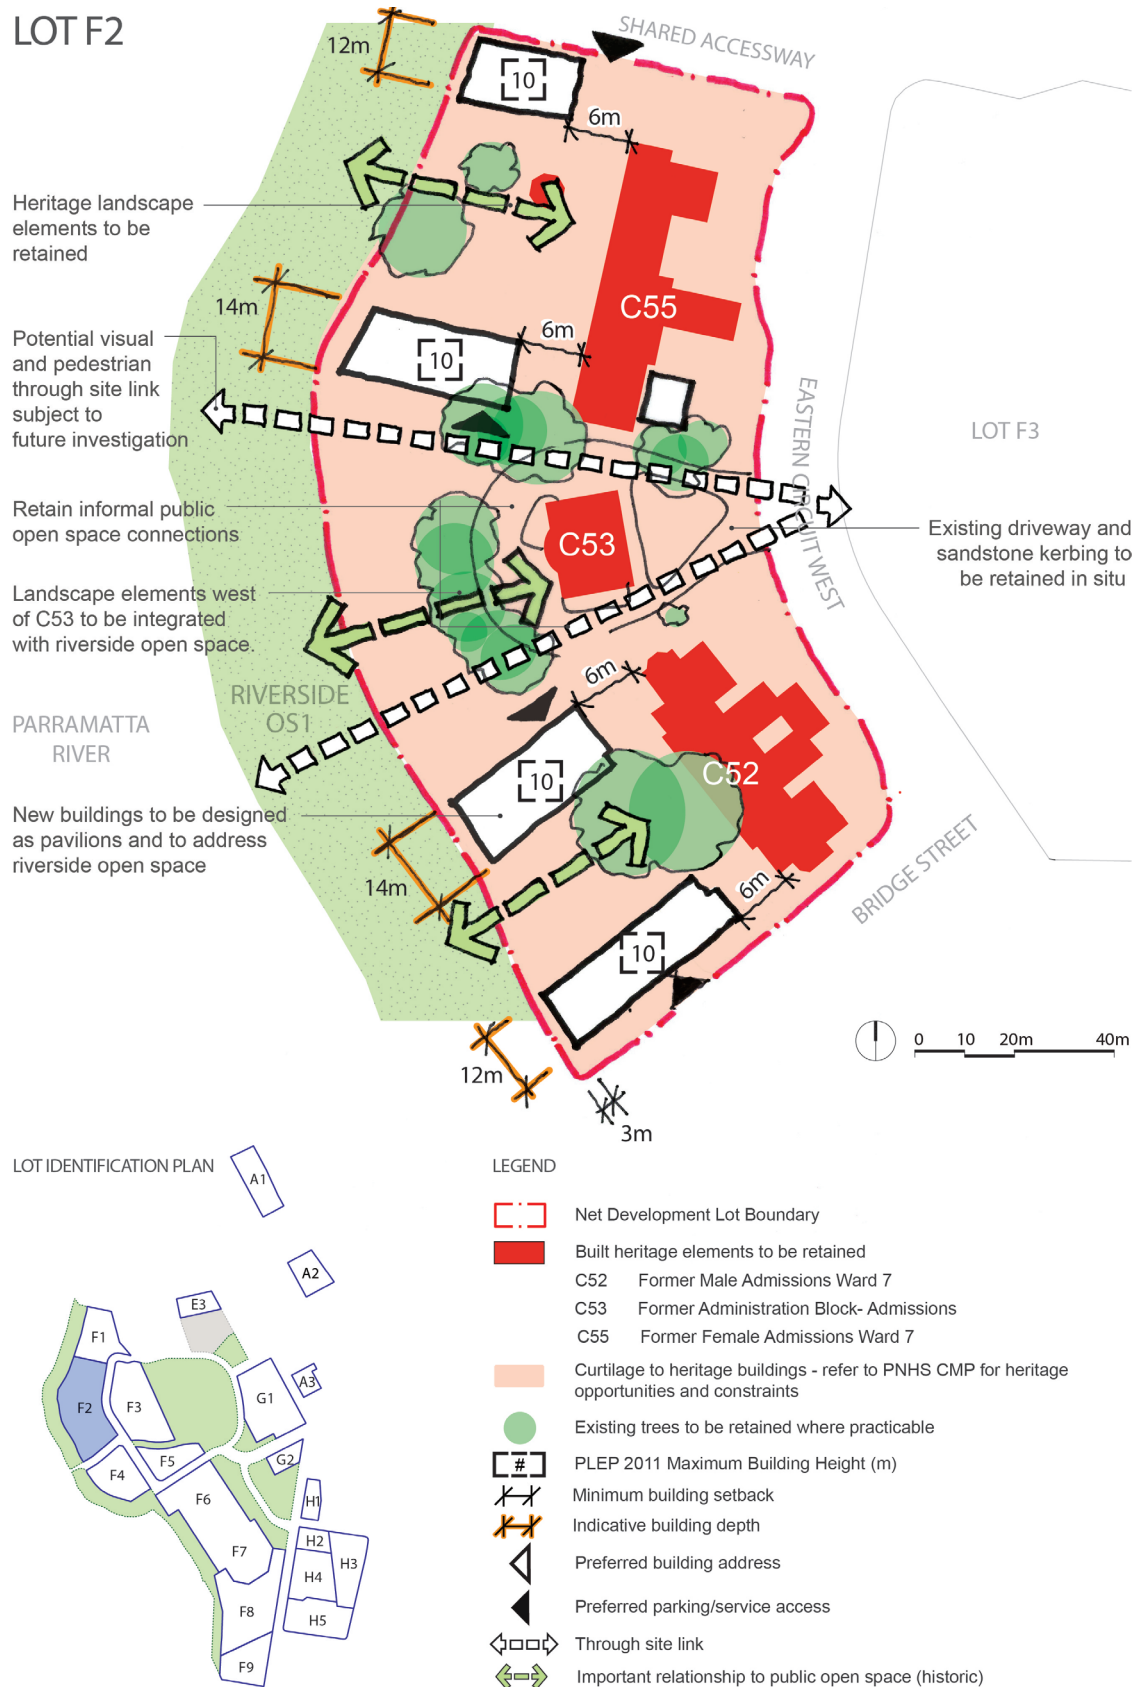 LOT F2
SHARED ACCESSWAY
12m
10
6m
Heritage landscape
elements to be
retained
C55
14m
6m
10
Potential visual
and pedestrian
through site link
subject to
future investigation
EASTERN CIRCUIT WEST
LOT F3
Retain informal public
open space connections
C53
Existing driveway and
sandstone kerbing to
be retained in situ
Landscape elements west
of C53 to be integrated
with riverside open space.
6m
RIVERSIDE
OS1
PARRAMATTA
RIVER
C52
10
New buildings to be designed
as pavilions and to address
riverside open space
14m
6m
BRIDGE STREET
10
0 10 20m 40m
12m
3m
LOT IDENTIFICATION PLAN
A1
A2
E3
F1
A3
F2
F3
G1
F5
G2
F4
F6
H1
H2
F7
H3
H4
F8
H5
F9
LEGEND
Net Development Lot Boundary
Built heritage elements to be retained
C52 Former Male Admissions Ward 7
C53 Former Administration Block- Admissions
C55 Former Female Admissions Ward 7
Curtilage to heritage buildings - refer to PNHS CMP for heritage
opportunities and constraints
Existing trees to be retained where practicable
# PLEP 2011 Maximum Building Height (m)
Minimum building setback
Indicative building depth
Preferred building address
Preferred parking/service access
Through site link
Important relationship to public open space (historic)